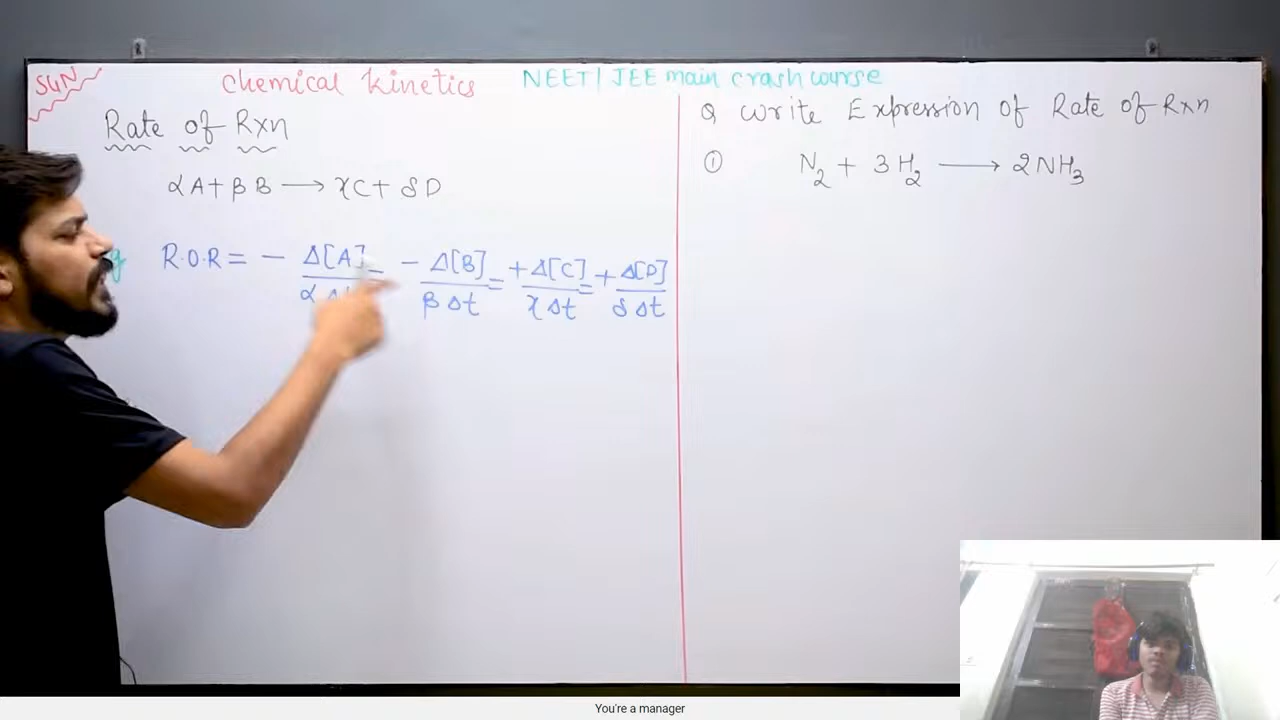 SUN
Chemical Kinetics NEET/JEE main crash course
Rate of Rxn
αA + βB ⟶ γC + δD
R.O.R = - Δ[A]/α Δt = - Δ[B]/β Δt = + Δ[C]/γ Δt = + Δ[D]/δ Δt
Q Write Expression of Rate of Rxn
① N₂ + 3H₂ ⟶ 2NH₃
You're a manager